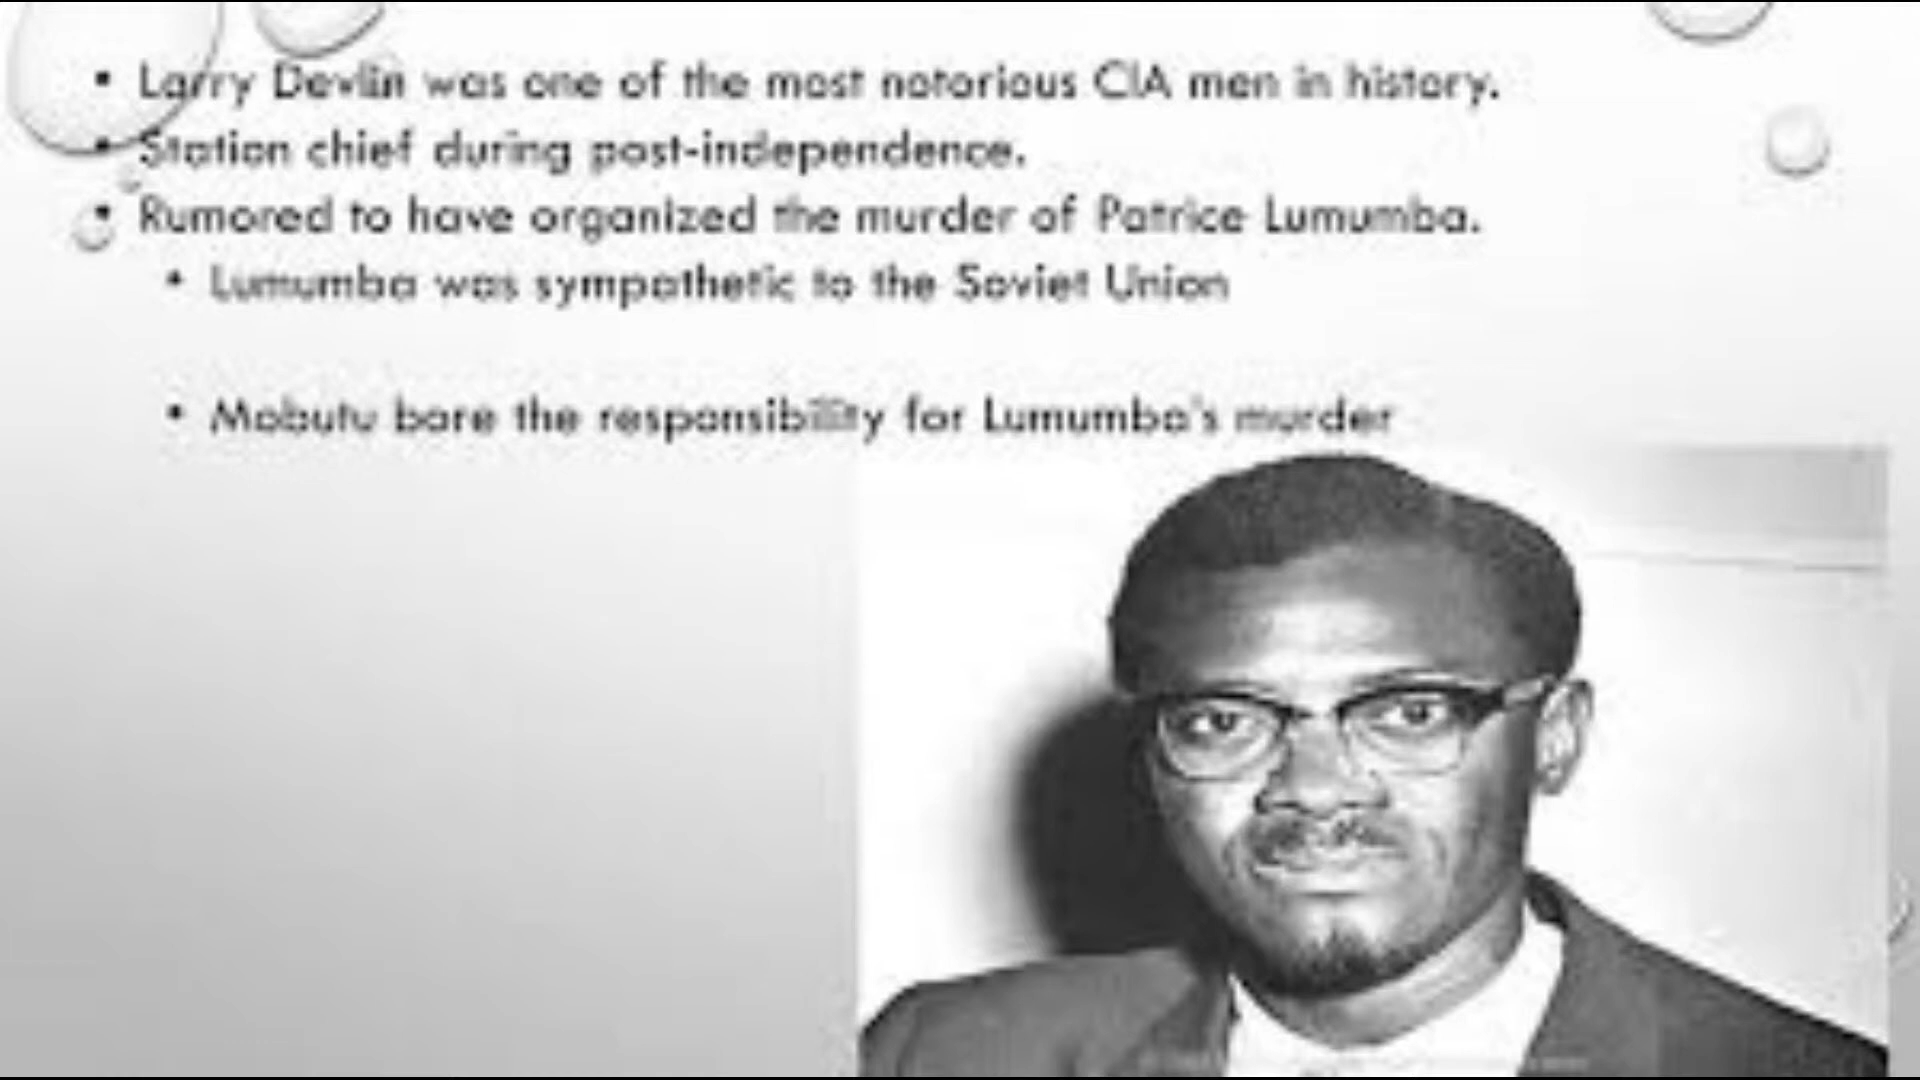 • Larry Devlin was one of the most notorious CIA men in history.
• Station chief during post-independence.
• Rumored to have organized the murder of Patrice Lumumba.
• Lumumba was sympathetic to the Soviet Union
• Mobutu bore the responsibility for Lumumba's murder